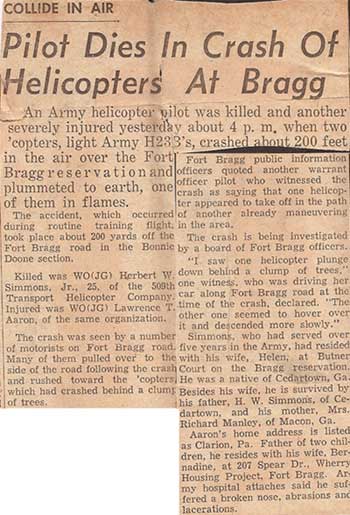 COLLIDE IN AIR
Pilot Dies In Crash Of
Helicopters At Bragg
An Army helicopter pilot was killed and another
severely injured yesterday about 4 p. m. when two
'copters, light Army H23B's, crashed about 200 feet
in the air over the Fort
Bragg reservation and
plummeted to earth, one
of them in flames.
The accident, which occurred
during routine training flight,
took place about 200 yards off the
Fort Bragg road in the Bonnie
Doone section.
Killed was WO(JG) Herbert W.
Simmons, Jr., 25, of the 509th
Transport Helicopter Company.
Injured was WO(JG) Lawrence T.
Aaron, of the same organization.
The crash was seen by a number
of motorists on Fort Bragg road.
Many of them pulled over to the
side of the road following the crash
and rushed toward the 'copters,
which had crashed behind a clump
of trees.
Fort Bragg public information
officers quoted another warrant
officer pilot who witnessed the
crash as saying that one helicop-
ter appeared to take off in the path
of another already maneuvering
in the area.
The crash is being investigated
by a board of Fort Bragg officers.
"I saw one helicopter plunge
down behind a clump of trees,"
one witness, who was driving her
car along Fort Bragg road at the
time of the crash, declared. "The
other one seemed to hover over
it and descended more slowly."
Simmons, who had served over
five years in the Army, had resided
with his wife, Helen, at Butner
Court on the Bragg reservation.
He was a native of Cedartown, Ga.
Besides his wife, he is survived by
his father, H. W. Simmons, of Ce-
dartown, and his mother, Mrs.
Richard Manley, of Macon, Ga.
Aaron's home address is listed
as Clarion, Pa. Father of two chil-
dren, he resides with his wife, Ber-
nadine, at 207 Spear Dr., Wherry
Housing Project, Fort Bragg. Ar-
my hospital attaches said he suf-
fered a broken nose, abrasions and
lacerations.